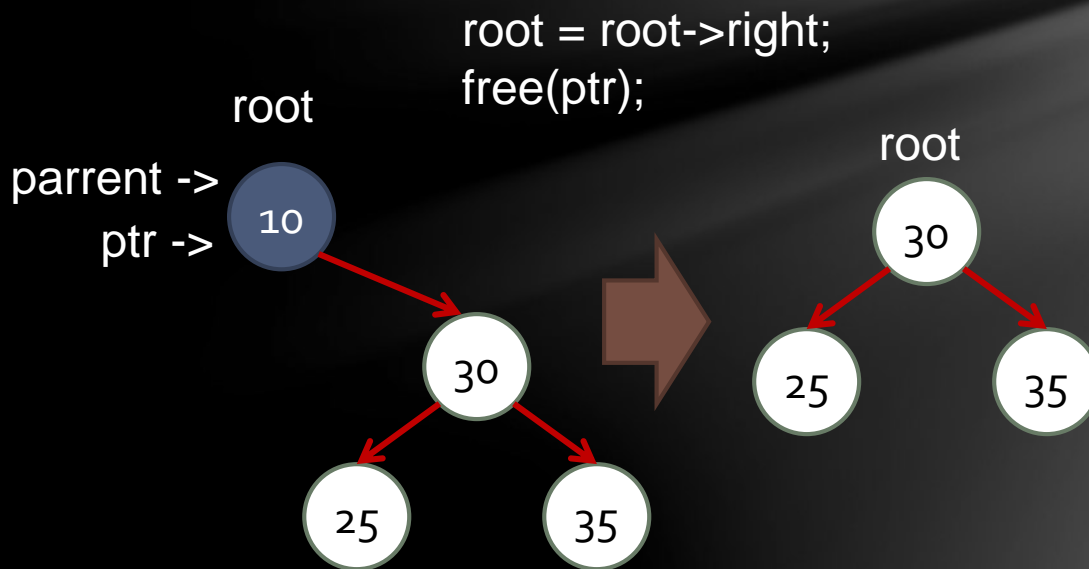 root = root->right;
free(ptr);
root
parrent ->
ptr ->
10
30
25
35
root
30
25
35